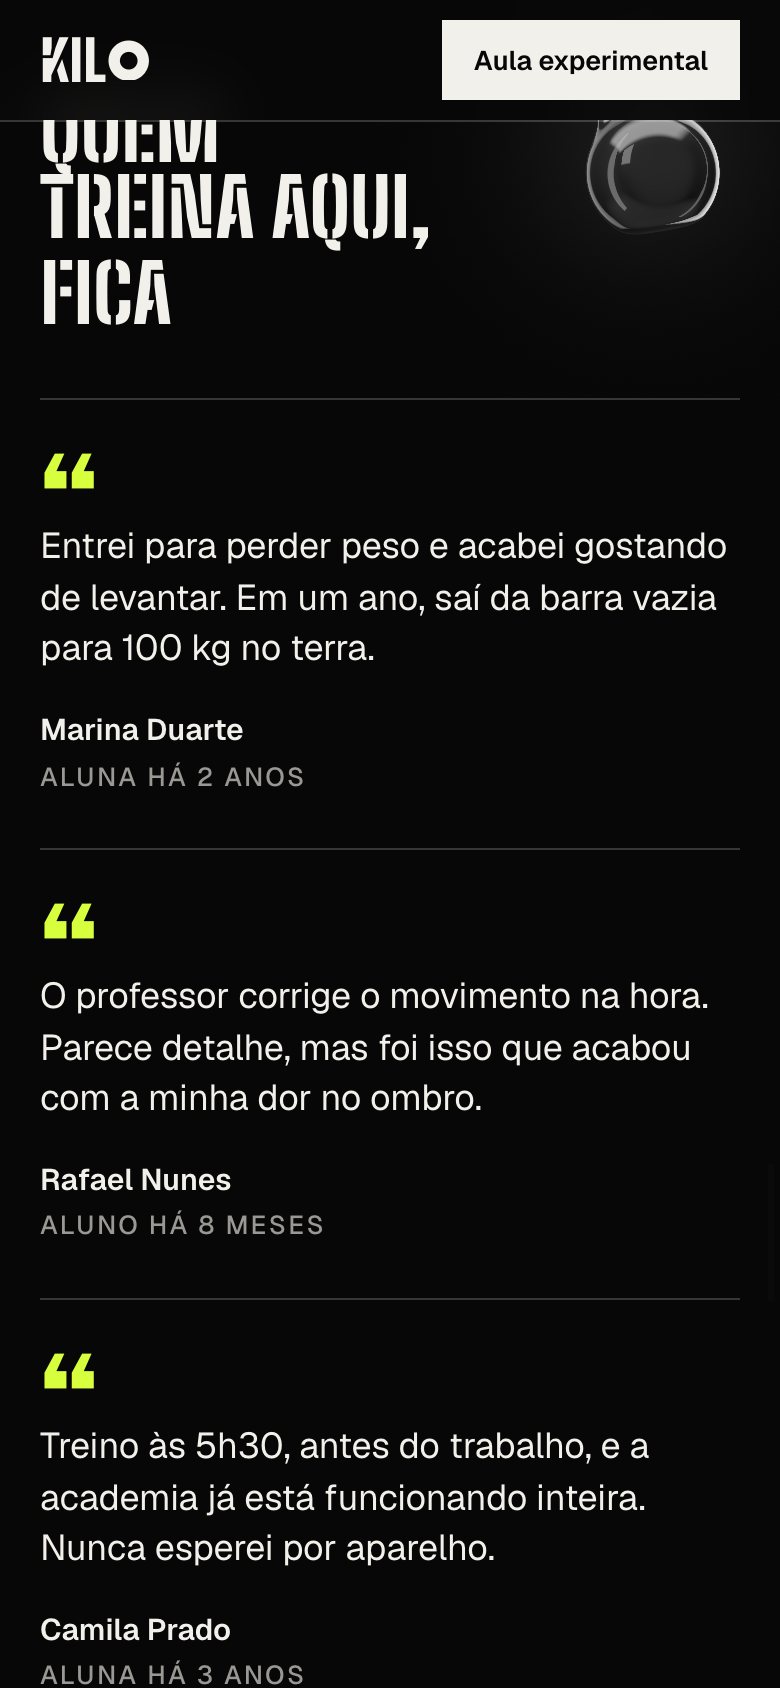 KILO
Aula experimental
QUEM
TREINA AQUI,
FICA
“
Entrei para perder peso e acabei gostando
de levantar. Em um ano, saí da barra vazia
para 100 kg no terra.
Marina Duarte
ALUNA HÁ 2 ANOS
“
O professor corrige o movimento na hora.
Parece detalhe, mas foi isso que acabou
com a minha dor no ombro.
Rafael Nunes
ALUNO HÁ 8 MESES
“
Treino às 5h30, antes do trabalho, e a
academia já está funcionando inteira.
Nunca esperei por aparelho.
Camila Prado
ALUNA HÁ 3 ANOS